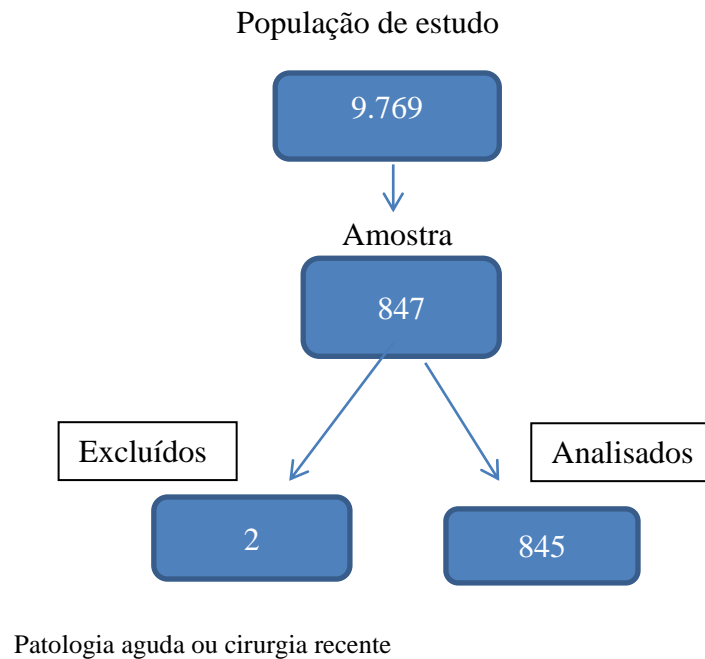 População de estudo
9.769
Amostra
847
Excluídos
Analisados
2
845
Patologia aguda ou cirurgia recente